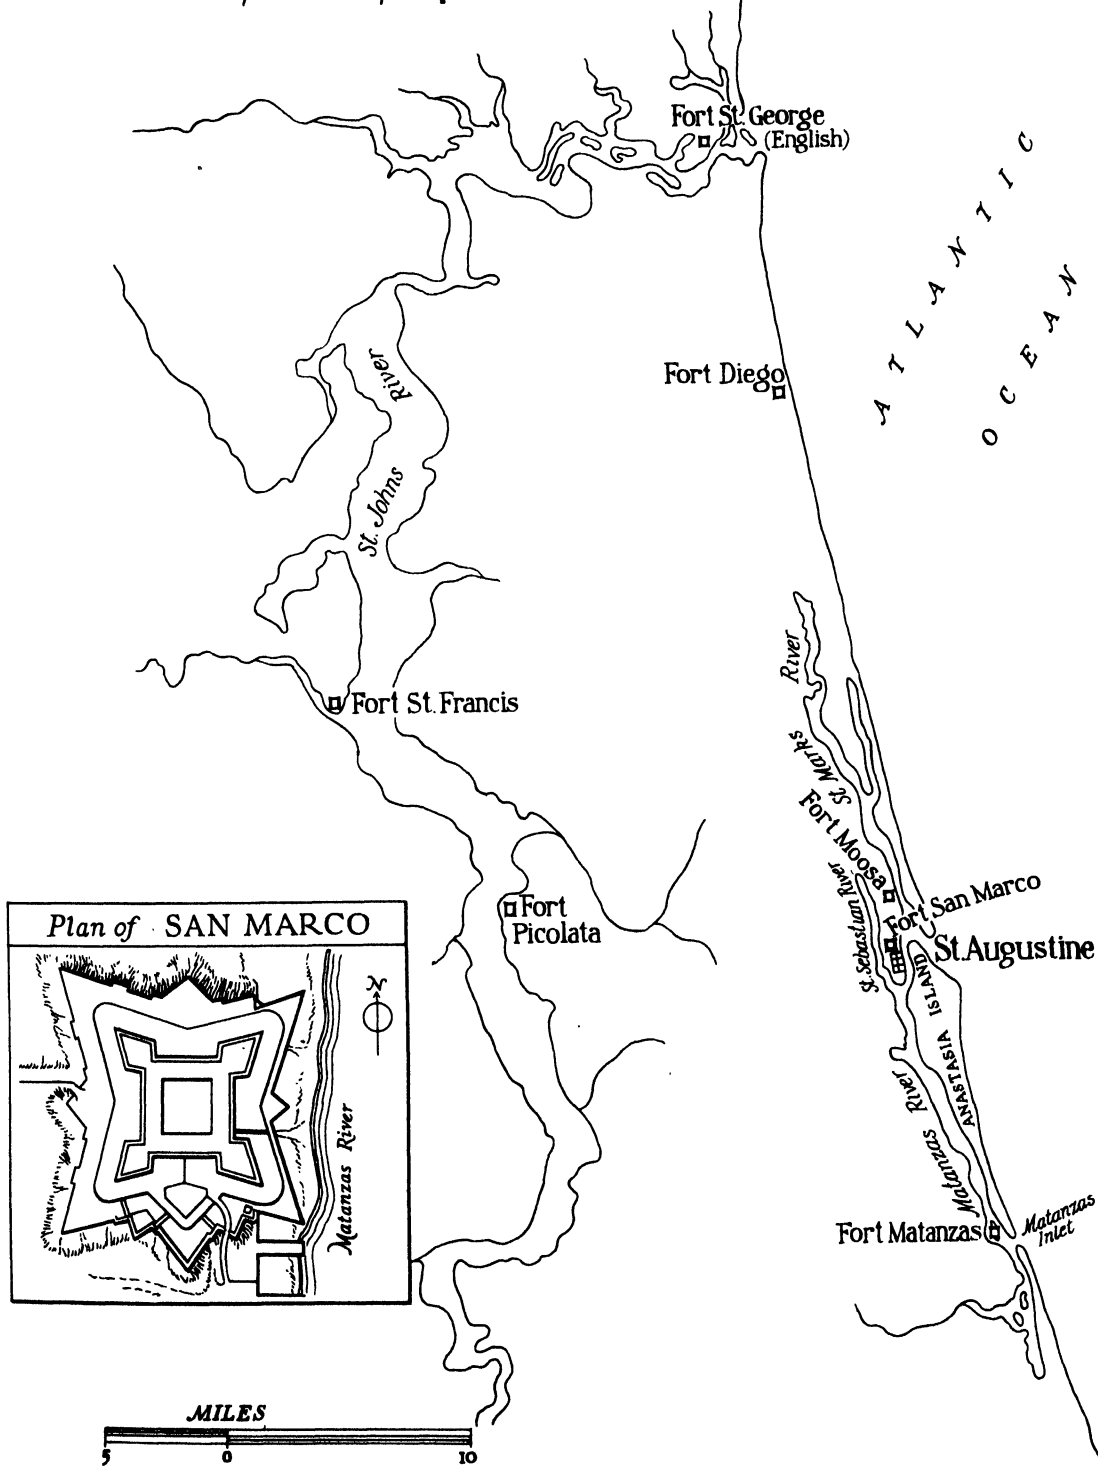 Fort St. George
(English)
ATLANTIC
OCEAN
Fort Diego
River
St. Johns
River
St Marks
Fort St. Francis
Fort Moosa
St. Sebastian River
Fort San Marco
St. Augustine
Fort
Picolata
ANASTASIA ISLAND
Matanzas River
Fort Matanzas
Matanzas
Inlet
Plan of SAN MARCO
N
Matanzas River
MILES
5 0 10